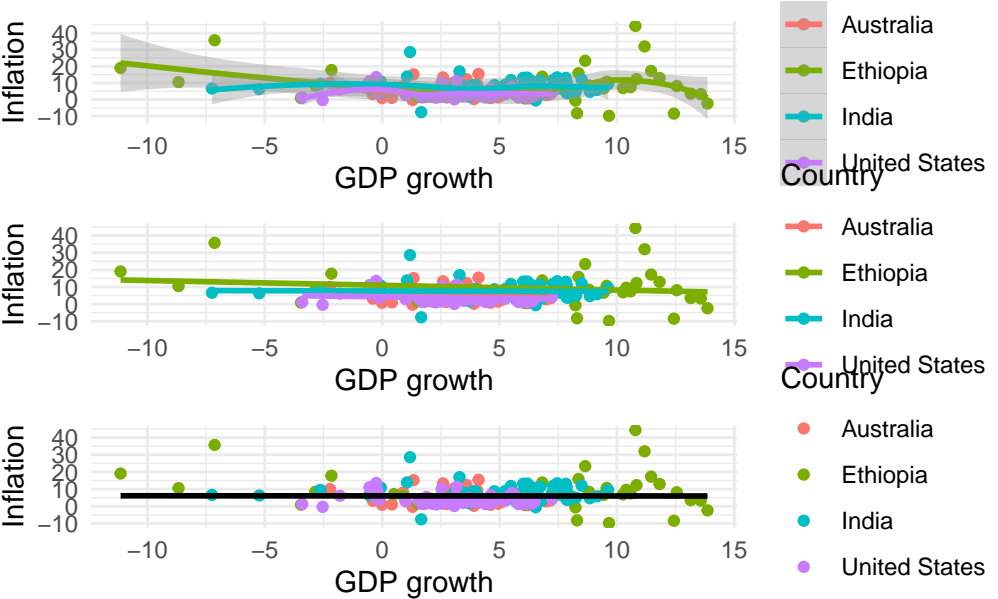 Inflation
40
30
20
10
0
−10
−10
−5
0
5
10
15
GDP growth
Australia
Ethiopia
India
United States
Country
Inflation
40
30
20
10
0
−10
−10
−5
0
5
10
15
GDP growth
Australia
Ethiopia
India
United States
Country
Inflation
40
30
20
10
0
−10
−10
−5
0
5
10
15
GDP growth
Australia
Ethiopia
India
United States